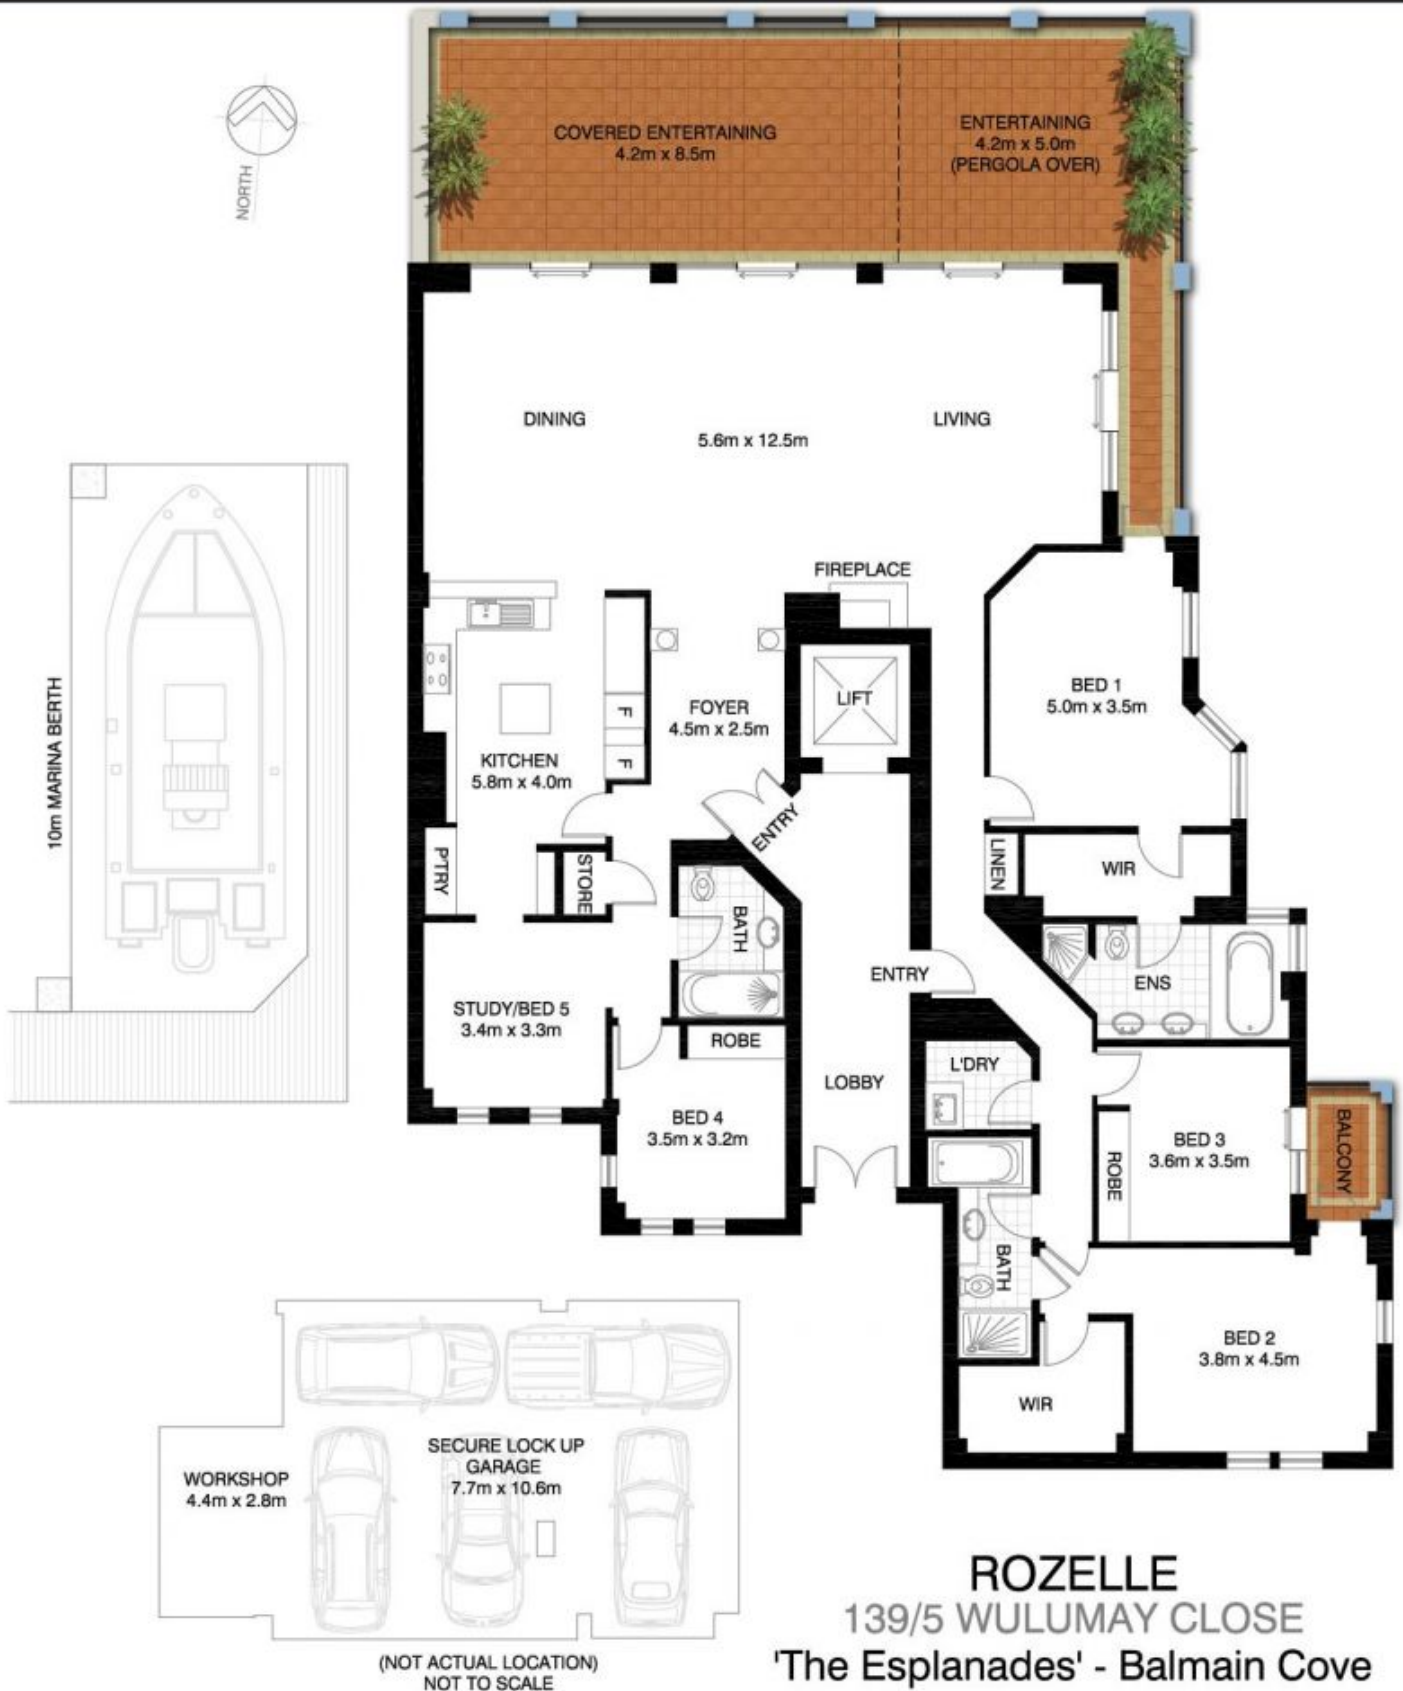 NORTH
COVERED ENTERTAINING
4.2m x 8.5m
ENTERTAINING
4.2m x 5.0m
(PERGOLA OVER)
DINING
5.6m x 12.5m
LIVING
FIREPLACE
LIFT
FOYER
4.5m x 2.5m
F
F
KITCHEN
5.8m x 4.0m
ENTRY
BED 1
5.0m x 3.5m
10m MARINA BERTH
P'TRY
STORE
BATH
LINEN
WIR
ENTRY
ENS
STUDY/BED 5
3.4m x 3.3m
ROBE
LOBBY
L'DRY
BED 4
3.5m x 3.2m
BED 3
3.6m x 3.5m
ROBE
BALCONY
BATH
BED 2
3.8m x 4.5m
WIR
SECURE LOCK UP
GARAGE
7.7m x 10.6m
WORKSHOP
4.4m x 2.8m
(NOT ACTUAL LOCATION)
NOT TO SCALE
ROZELLE
139/5 WULUMAY CLOSE
'The Esplanades' - Balmain Cove